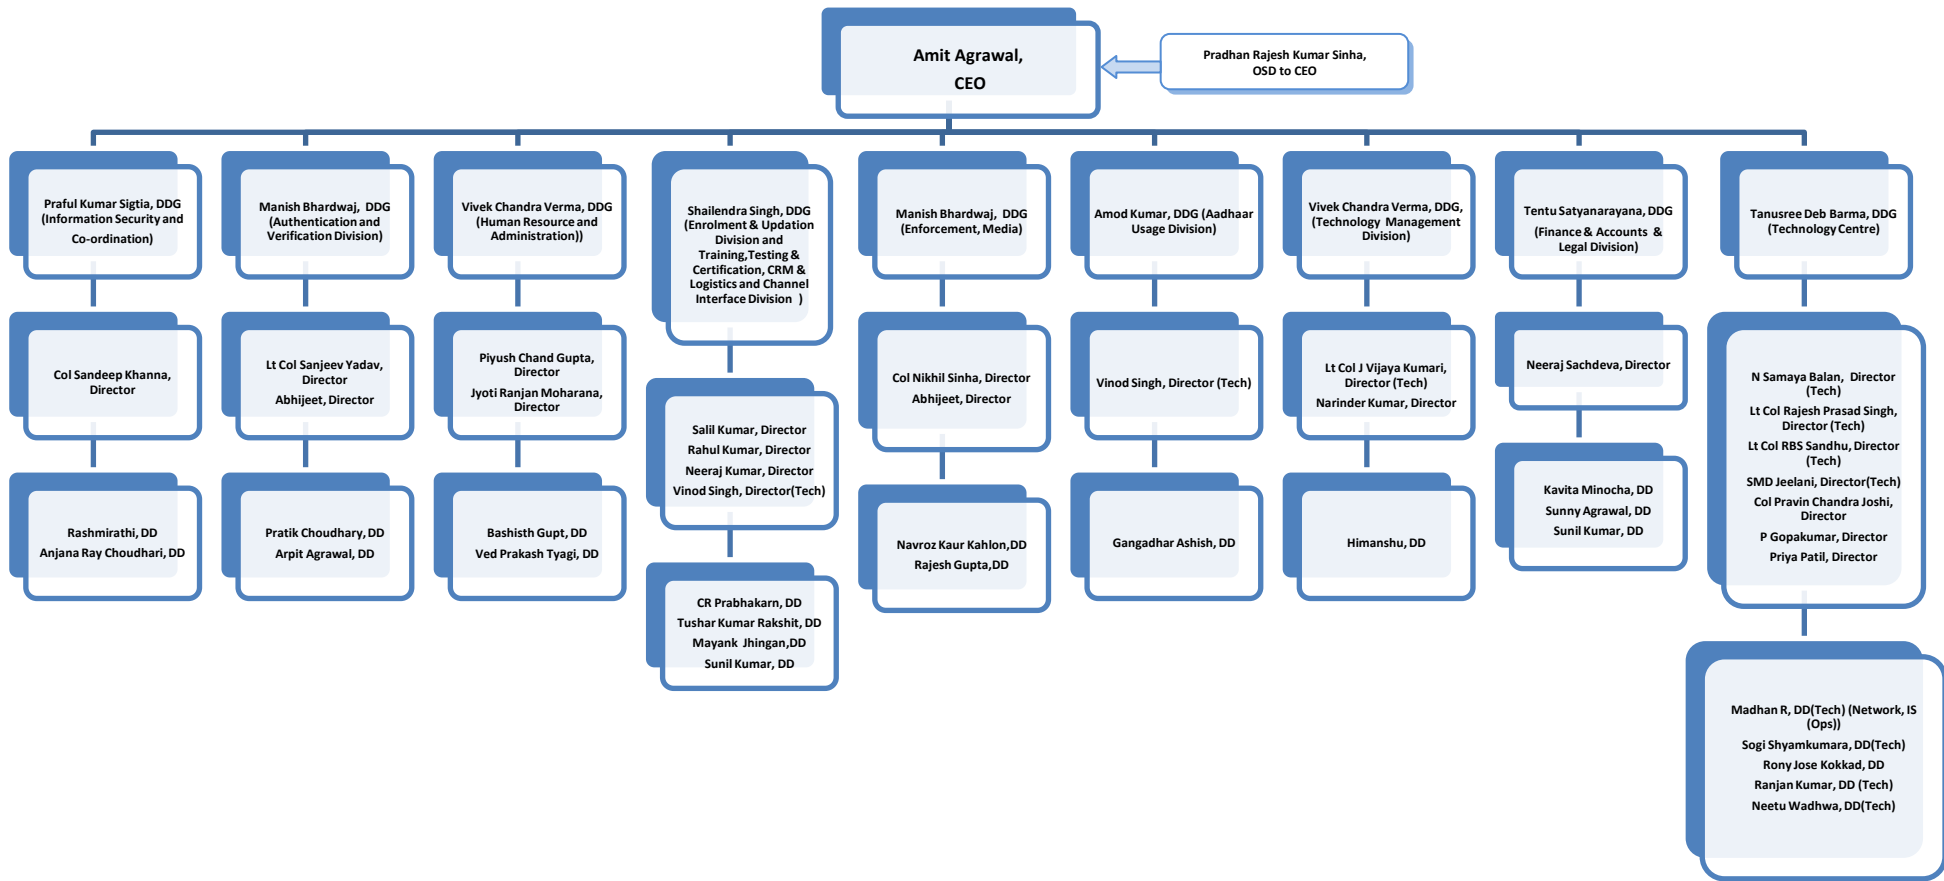 Amit Agrawal,
CEO
Pradhan Rajesh Kumar Sinha,
OSD to CEO
Praful Kumar Sigtia, DDG
(Information Security and
Co-ordination)
Manish Bhardwaj, DDG
(Authentication and
Verification Division)
Vivek Chandra Verma, DDG
(Human Resource and
Administration))
Shailendra Singh, DDG
(Enrolment & Updation
Division and
Training,Testing &
Certification, CRM &
Logistics and Channel
Interface Division )
Manish Bhardwaj, DDG
(Enforcement, Media)
Amod Kumar, DDG (Aadhaar
Usage Division)
Vivek Chandra Verma, DDG,
(Technology Management
Division)
Tentu Satyanarayana, DDG
(Finance & Accounts &
Legal Division)
Tanusree Deb Barma, DDG
(Technology Centre)
Col Sandeep Khanna,
Director
Lt Col Sanjeev Yadav,
Director
Abhijeet, Director
Piyush Chand Gupta,
Director
Jyoti Ranjan Moharana,
Director
Salil Kumar, Director
Rahul Kumar, Director
Neeraj Kumar, Director
Vinod Singh, Director(Tech)
Col Nikhil Sinha, Director
Abhijeet, Director
Vinod Singh, Director (Tech)
Lt Col J Vijaya Kumari,
Director (Tech)
Narinder Kumar, Director
Neeraj Sachdeva, Director
N Samaya Balan, Director
(Tech)
Lt Col Rajesh Prasad Singh,
Director (Tech)
Lt Col RBS Sandhu, Director
(Tech)
SMD Jeelani, Director(Tech)
Col Pravin Chandra Joshi,
Director
P Gopakumar, Director
Priya Patil, Director
Rashmirathi, DD
Anjana Ray Choudhari, DD
Pratik Choudhary, DD
Arpit Agrawal, DD
Bashisth Gupt, DD
Ved Prakash Tyagi, DD
CR Prabhakarn, DD
Tushar Kumar Rakshit, DD
Mayank Jhingan,DD
Sunil Kumar, DD
Navroz Kaur Kahlon,DD
Rajesh Gupta,DD
Gangadhar Ashish, DD
Himanshu, DD
Kavita Minocha, DD
Sunny Agrawal, DD
Sunil Kumar, DD
Madhan R, DD(Tech) (Network, IS
(Ops))
Sogi Shyamkumara, DD(Tech)
Rony Jose Kokkad, DD
Ranjan Kumar, DD (Tech)
Neetu Wadhwa, DD(Tech)